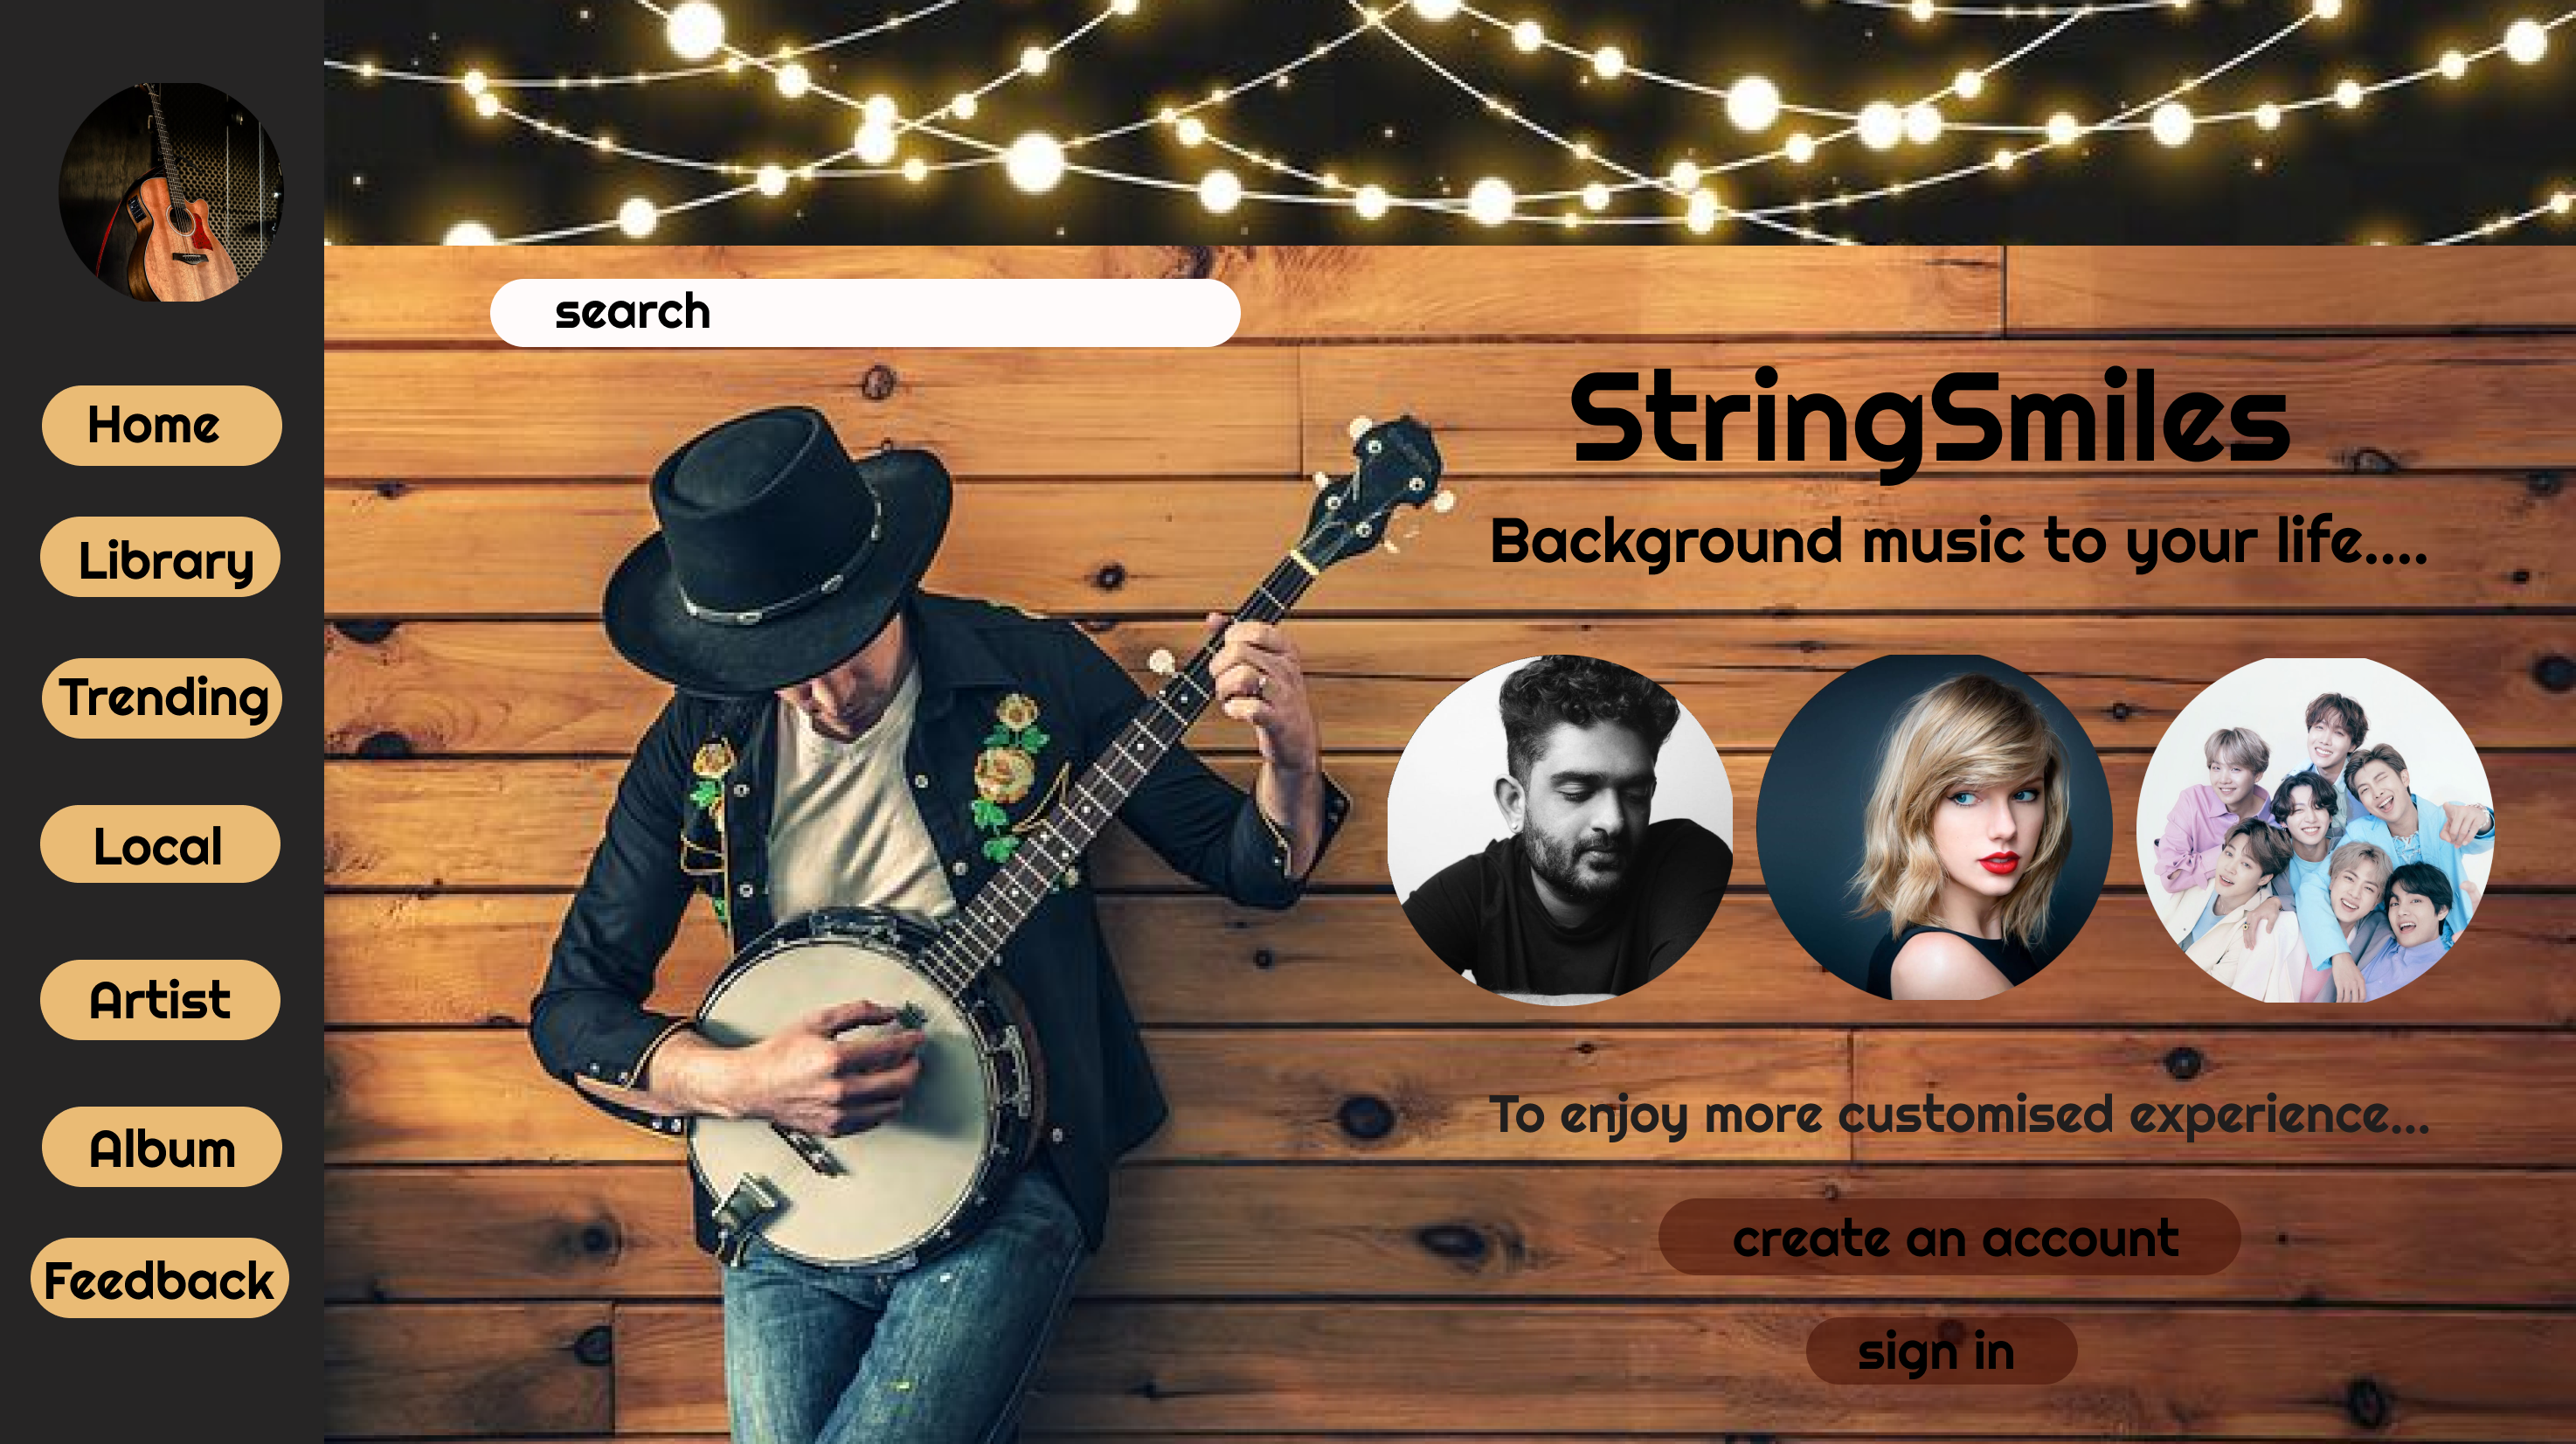 search
StringSmiles
Background music to your life....
Home
Library
Trending
Local
Artist
Album
Feedback
To enjoy more customised experience...
create an account
sign in